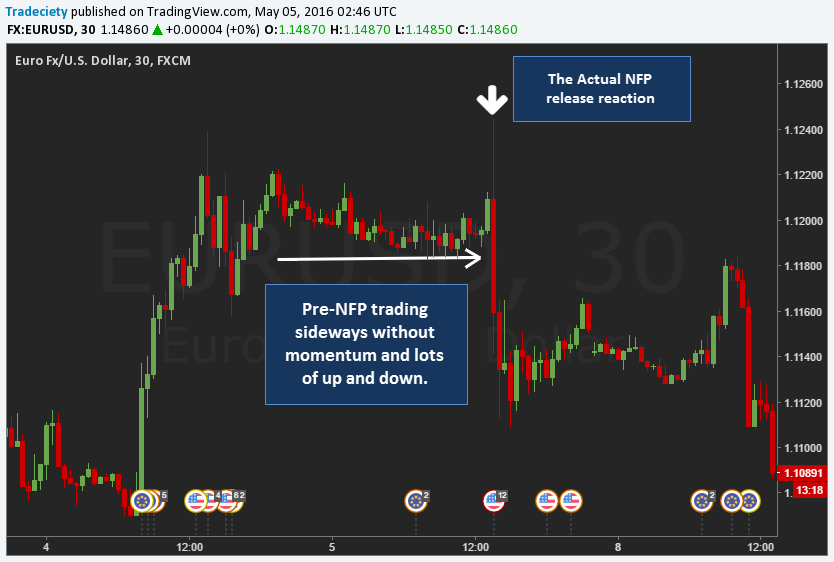 Tradeciety published on TradingView.com, May 05, 2016 02:46 UTC
FX:EURUSD, 30 1.14860 ▲ +0.00004 (+0%) O:1.14870 H:1.14870 L:1.14850 C:1.14860
Euro Fx/U.S. Dollar, 30, FXCM
The Actual NFP
release reaction
1.12600
1.12400
1.12200
1.12000
1.11800
1.11600
1.11400
1.11200
1.11000
1.10891
13:18
EURUSD, 30
Pre-NFP trading
sideways without
momentum and lots
of up and down.
5
4
6 2
2
12
2
4
12:00
5
12:00
8
12:00